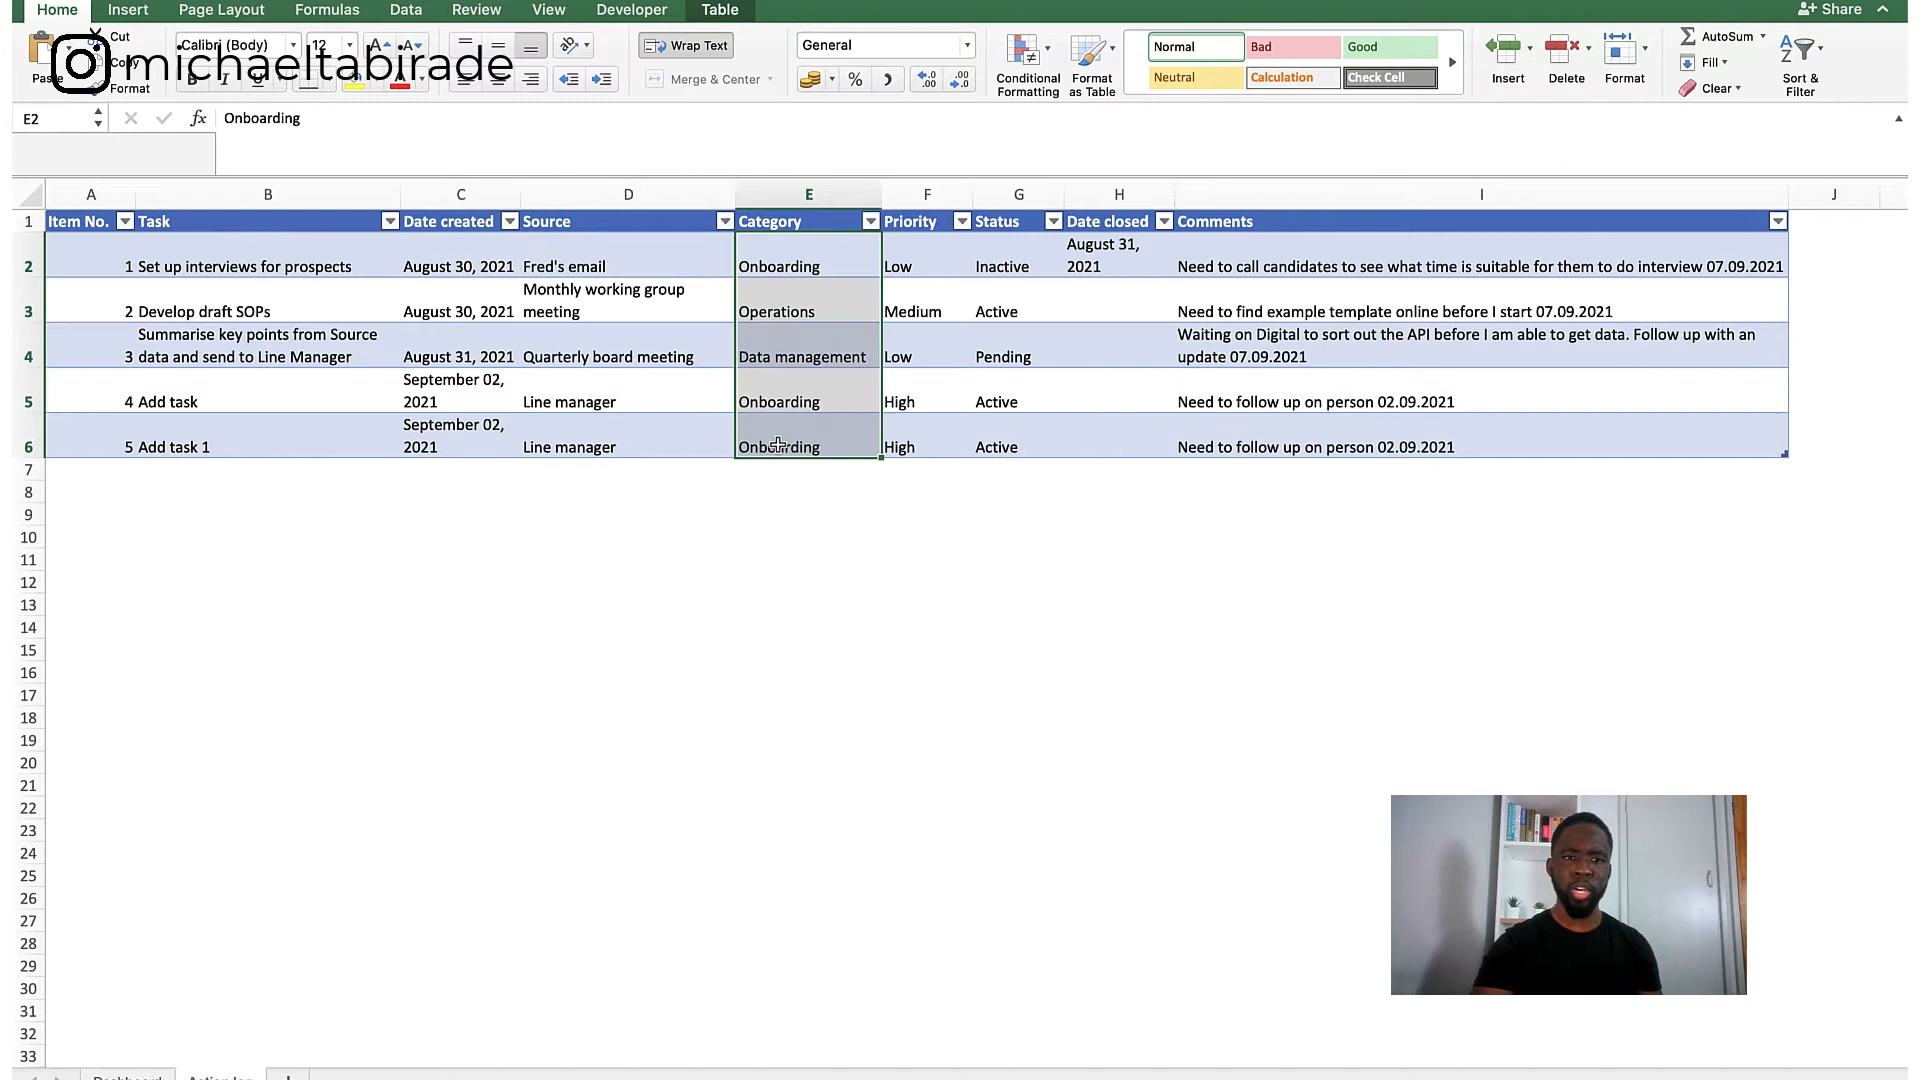 Home Insert Page Layout Formulas Data Review View Developer Table Share
Cut
Calibri (Body) 12 Wrap Text General Normal Bad Good AutoSum
michaeltabirade
Copy
Paste
Fill
Format
B I U
Merge & Center % Conditional Formatting Format as Table Neutral Calculation Check Cell Insert Delete Format Clear Sort & Filter
E2 fx Onboarding
A B C D E F G H I J
1 Item No. Task Date created Source Category Priority Status Date closed Comments
August 31,
2 1 Set up interviews for prospects August 30, 2021 Fred's email Onboarding Low Inactive 2021 Need to call candidates to see what time is suitable for them to do interview 07.09.2021
Monthly working group
3 2 Develop draft SOPs August 30, 2021 meeting Operations Medium Active Need to find example template online before I start 07.09.2021
Summarise key points from Source Waiting on Digital to sort out the API before I am able to get data. Follow up with an
4 3 data and send to Line Manager August 31, 2021 Quarterly board meeting Data management Low Pending update 07.09.2021
September 02,
5 4 Add task 2021 Line manager Onboarding High Active Need to follow up on person 02.09.2021
September 02,
6 5 Add task 1 2021 Line manager Onboarding High Active Need to follow up on person 02.09.2021
7
8
9
10
11
12
13
14
15
16
17
18
19
20
21
22
23
24
25
26
27
28
29
30
31
32
33
Dashboard Action log